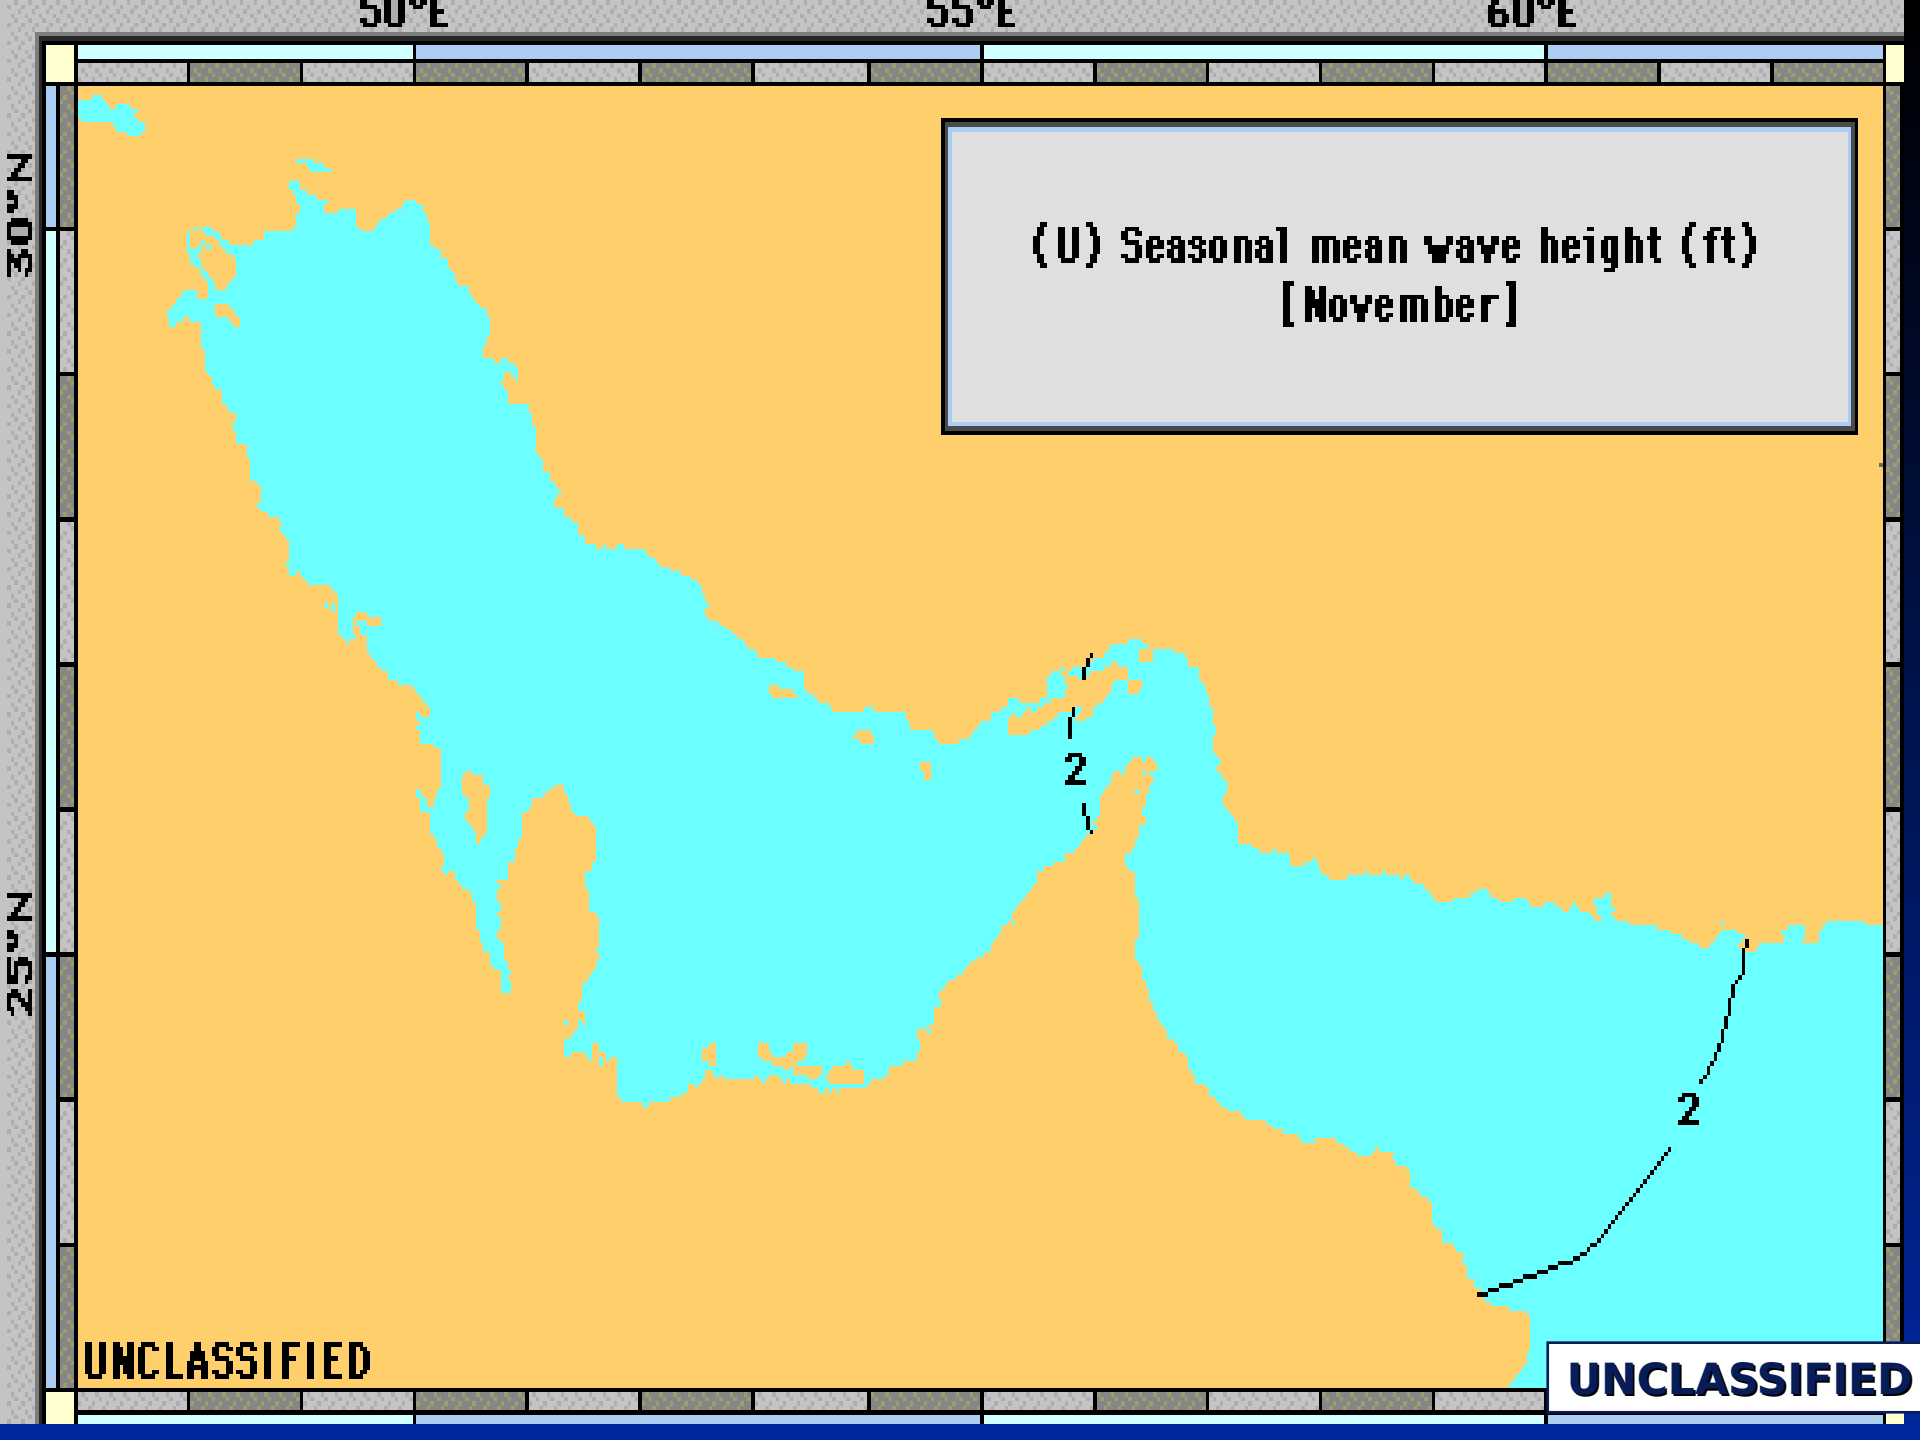 50°E 55°E 60°E
30°N
(U) Seasonal mean wave height (ft)
[November]
2
25°N
2
UNCLASSIFIED
UNCLASSIFIED